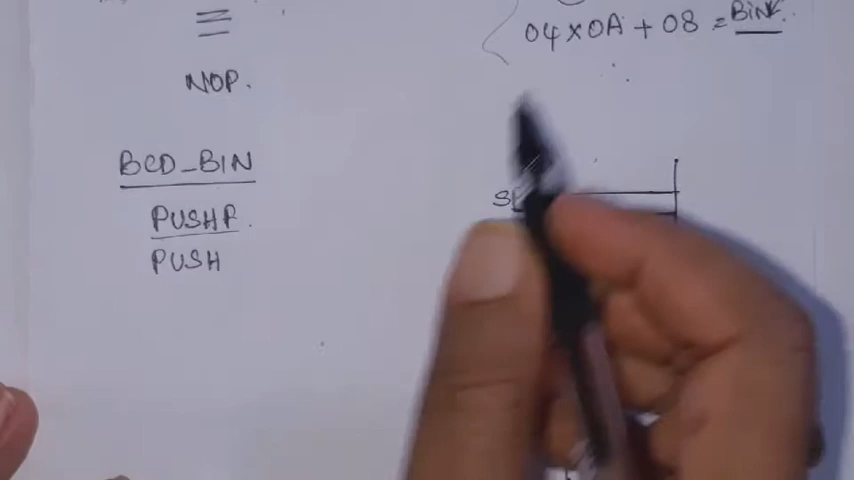 04 × 0A + 08 = BIN
NOP.
BCD_BIN
PUSHF
PUSH